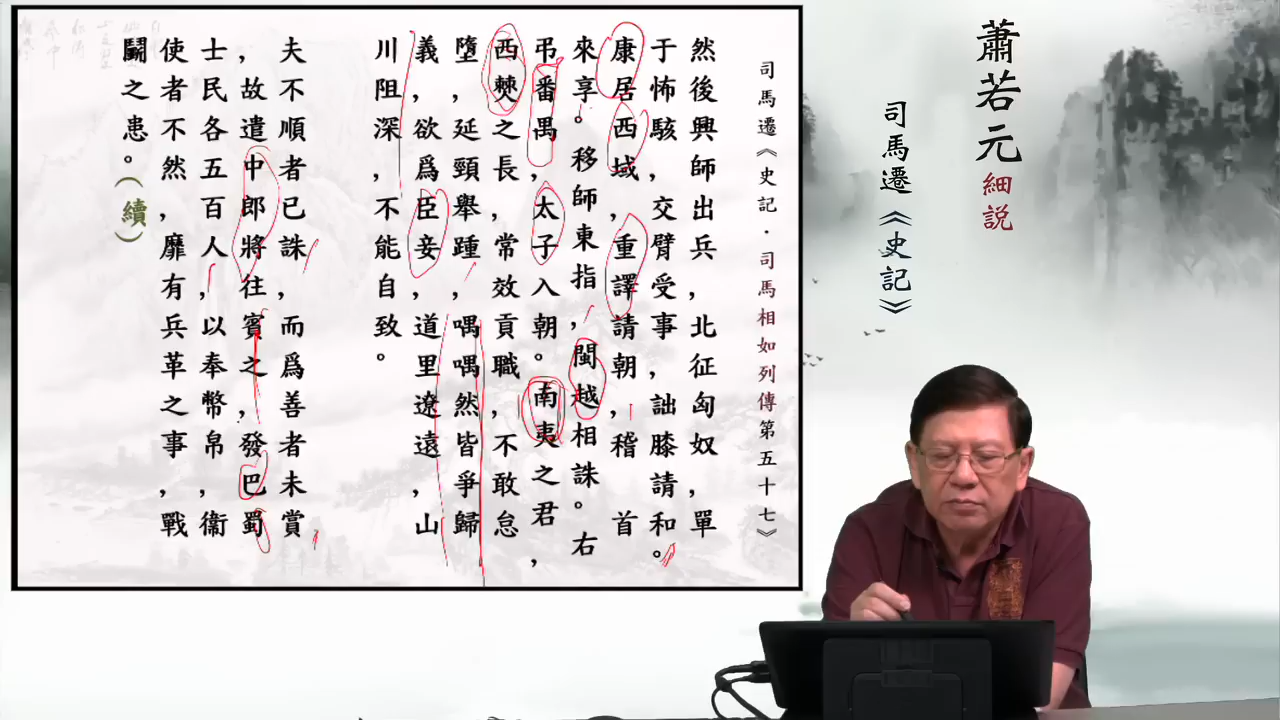 蕭若元細說
司馬遷《史記》
司馬遷《史記·司馬相如列傳第五十七》
然後興師出兵,北征匈奴,單
于怖駭,交臂受事,詘膝請和。
康居西域,重譯請朝,稽首
來享。移師東指,閩越相誅。右
弔番禺,太子入朝。南夷之君,
西僰之長,常效貢職,不敢怠
墮,延頸舉踵,喁喁然皆爭歸
義,欲爲臣妾,道里遼遠,山
川阻深,不能自致。
夫不順者已誅,而爲善者未賞
,故遣中郎將往賓之,發巴蜀
士民各五百人,以奉幣帛,衞
使者不然,靡有兵革之事,戰
鬭之患。(續)